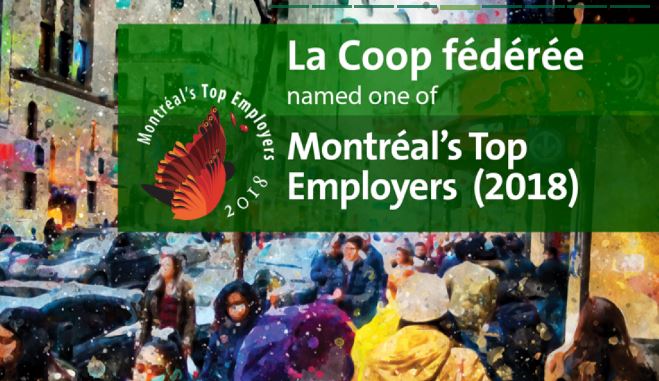 Montréal's Top Employers
2018
La Coop fédérée
named one of
Montréal's Top
Employers (2018)